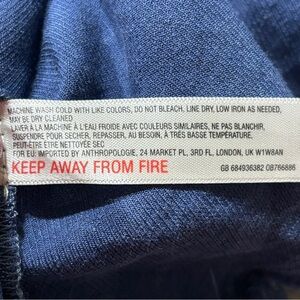 MACHINE WASH COLD WITH LIKE COLORS, DO NOT BLEACH. LINE DRY, LOW IRON AS NEEDED,
MAY BE DRY CLEANED
LAVER À LA MACHINE À L'EAU FROIDE AVEC COULEURS SIMILAIRES, NE PAS BLANCHIR,
SUSPENDRE POUR SÉCHER, REPASSER, AU BESOIN, À TRÈS BASSE TEMPÉRATURE.
PEUT-ÊTRE ÊTRE NETTOYÉE SEC
FOR EU: IMPORTED BY ANTHROPOLOGIE, 24 MARKET PL, 3RD FL, LONDON, UK W1W8AN
KEEP AWAY FROM FIRE
GB 684936382 OB766886